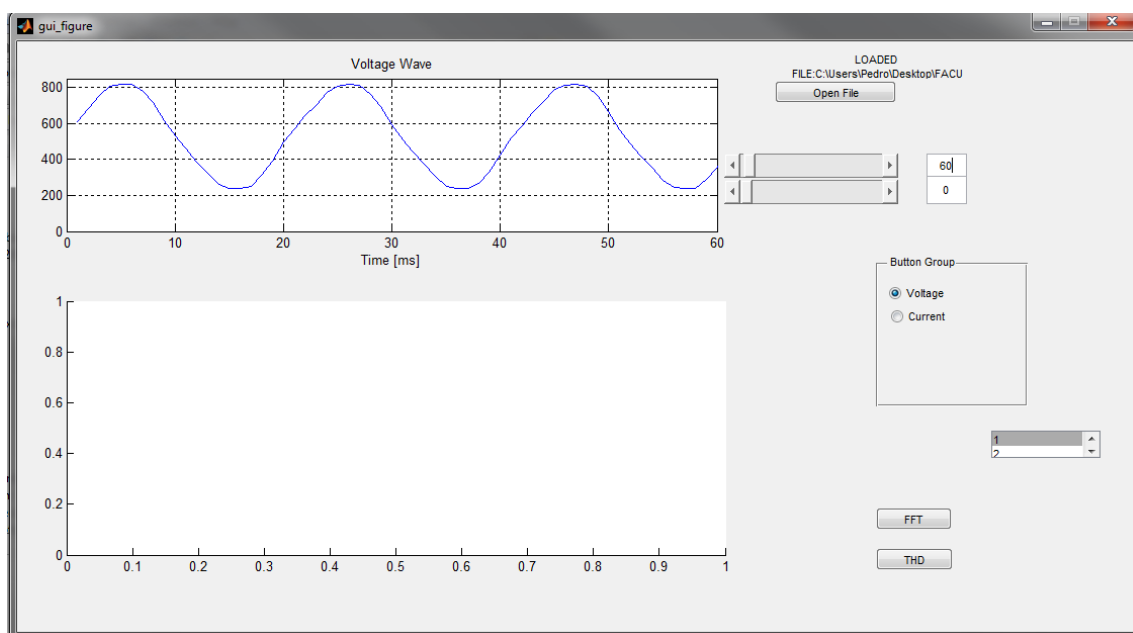 gui_figure
Voltage Wave
800
600
400
200
0
0 10 20 30 40 50 60
Time [ms]
LOADED
FILE:C:\Users\Pedro\Desktop\FACU
Open File
60
0
Button Group
Voltage
Current
1
2
1
0.8
0.6
0.4
0.2
0
0 0.1 0.2 0.3 0.4 0.5 0.6 0.7 0.8 0.9 1
FFT
THD